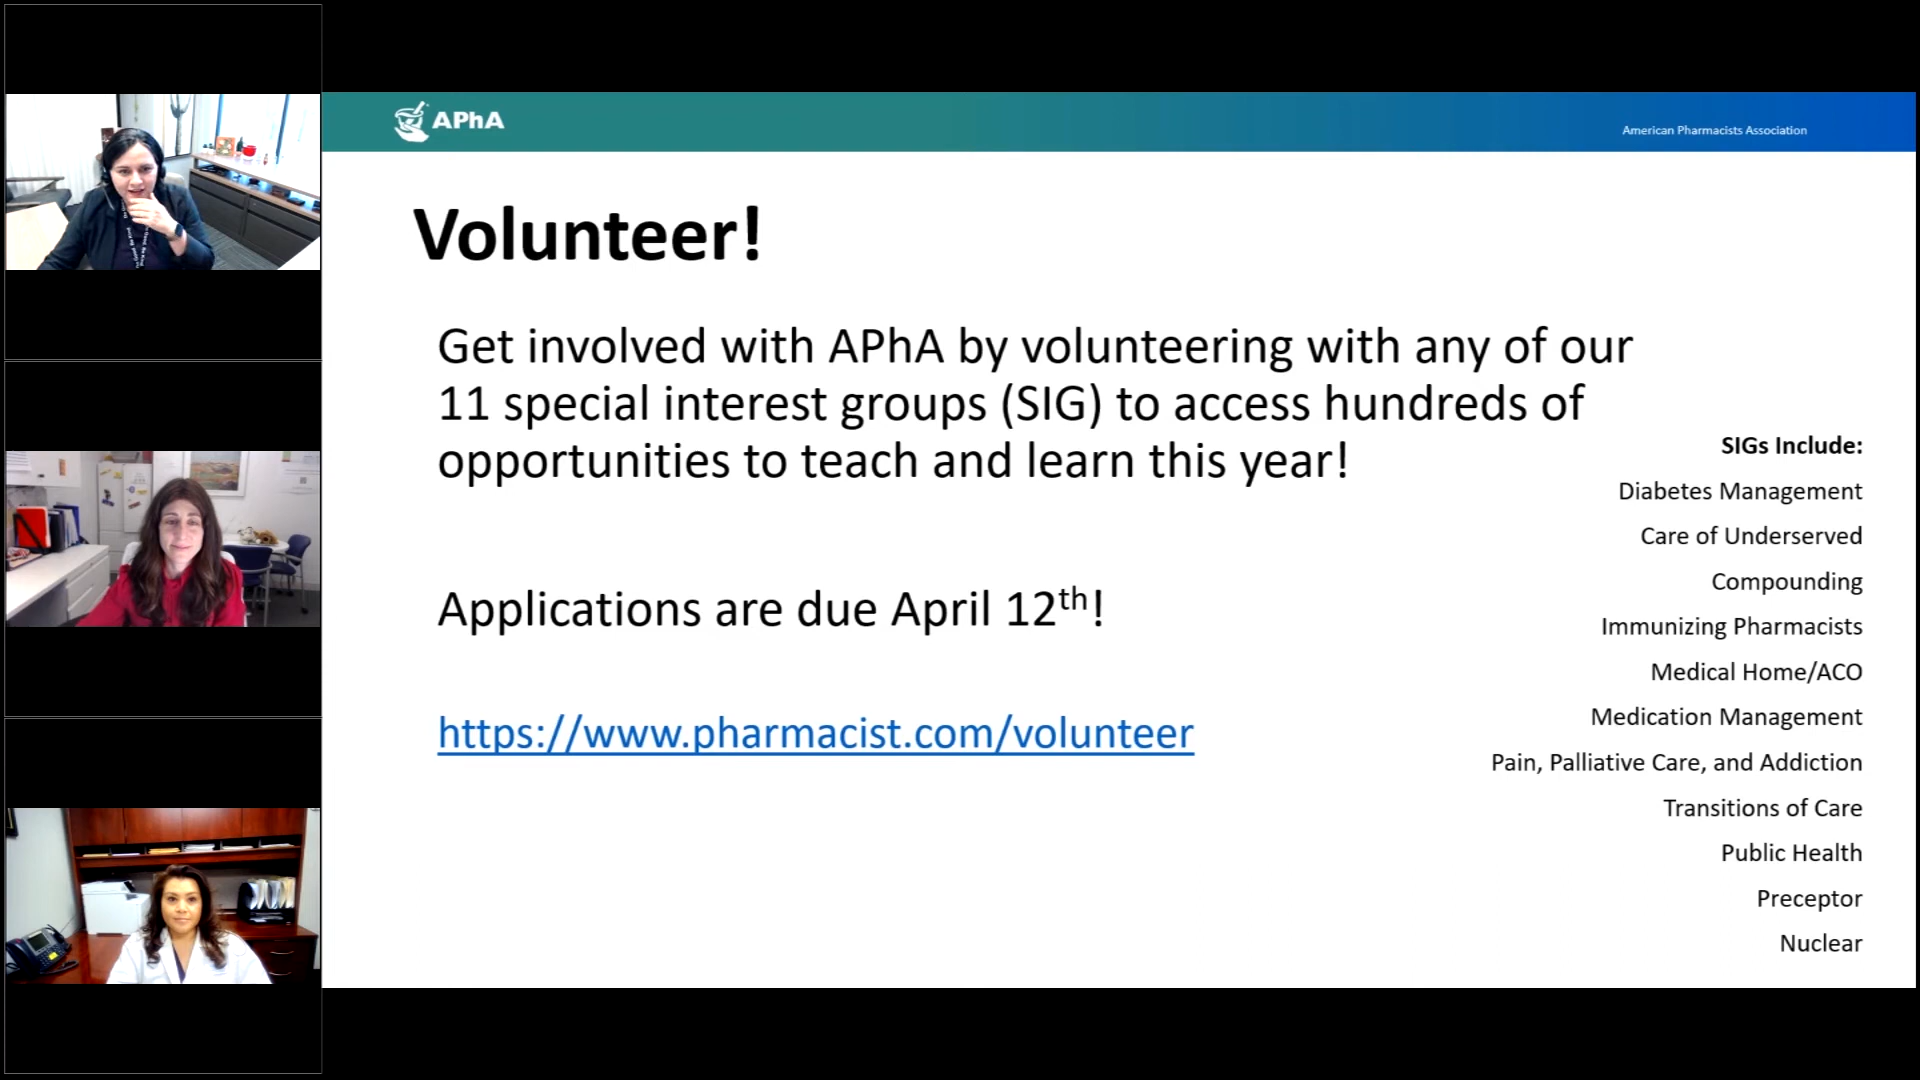 APhA
American Pharmacists Association
Volunteer!
Get involved with APhA by volunteering with any of our
11 special interest groups (SIG) to access hundreds of
opportunities to teach and learn this year!
Applications are due April 12th!
https://www.pharmacist.com/volunteer
SIGs Include:
Diabetes Management
Care of Underserved
Compounding
Immunizing Pharmacists
Medical Home/ACO
Medication Management
Pain, Palliative Care, and Addiction
Transitions of Care
Public Health
Preceptor
Nuclear